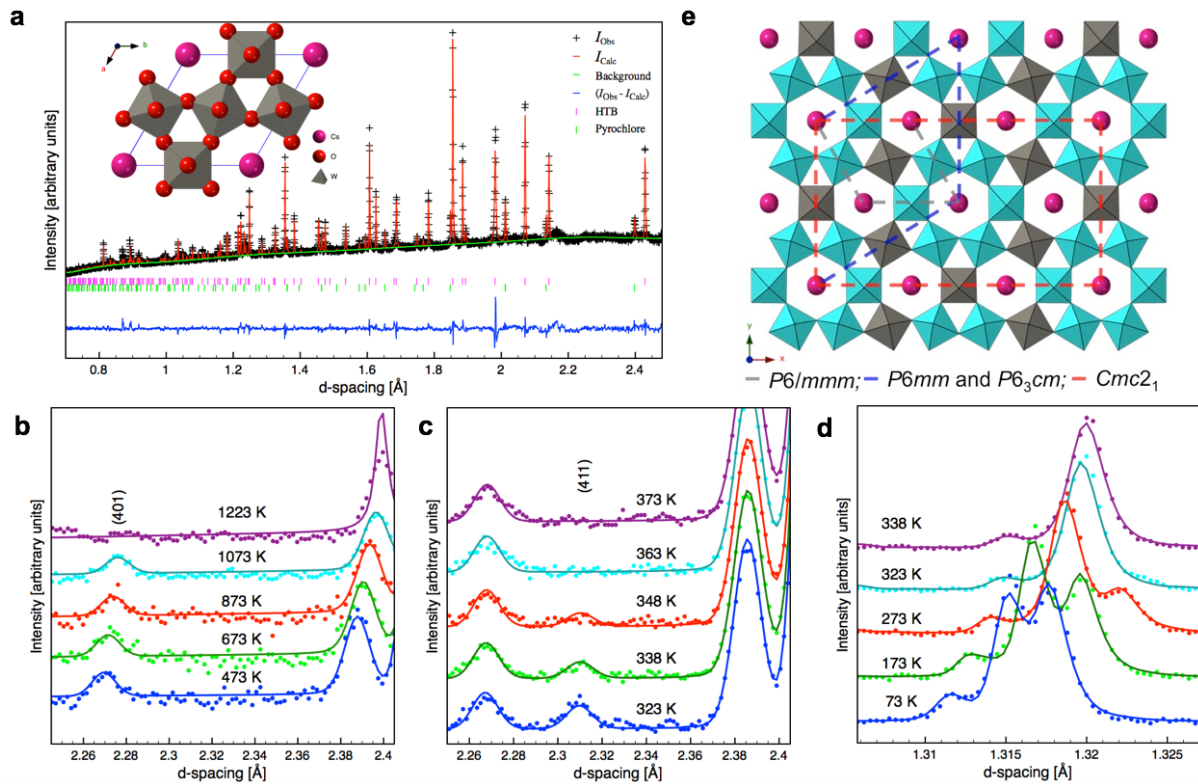 a
b
a
Cs
O
W
I_Obs
I_Calc
Background
(I_Obs - I_Calc)
HTB
Pyrochlore
Intensity [arbitrary units]
0.8 1 1.2 1.4 1.6 1.8 2 2.2 2.4
d-spacing [Å]
e
Y
X
P6/mmm; P6mm and P6₃cm; Cmc2₁
b
(401)
1223 K
1073 K
873 K
673 K
473 K
Intensity [arbitrary units]
2.26 2.28 2.3 2.32 2.34 2.36 2.38 2.4
d-spacing [Å]
c
(411)
373 K
363 K
348 K
338 K
323 K
Intensity [arbitrary units]
2.26 2.28 2.3 2.32 2.34 2.36 2.38 2.4
d-spacing [Å]
d
338 K
323 K
273 K
173 K
73 K
Intensity [arbitrary units]
1.31 1.315 1.32 1.325
d-spacing [Å]